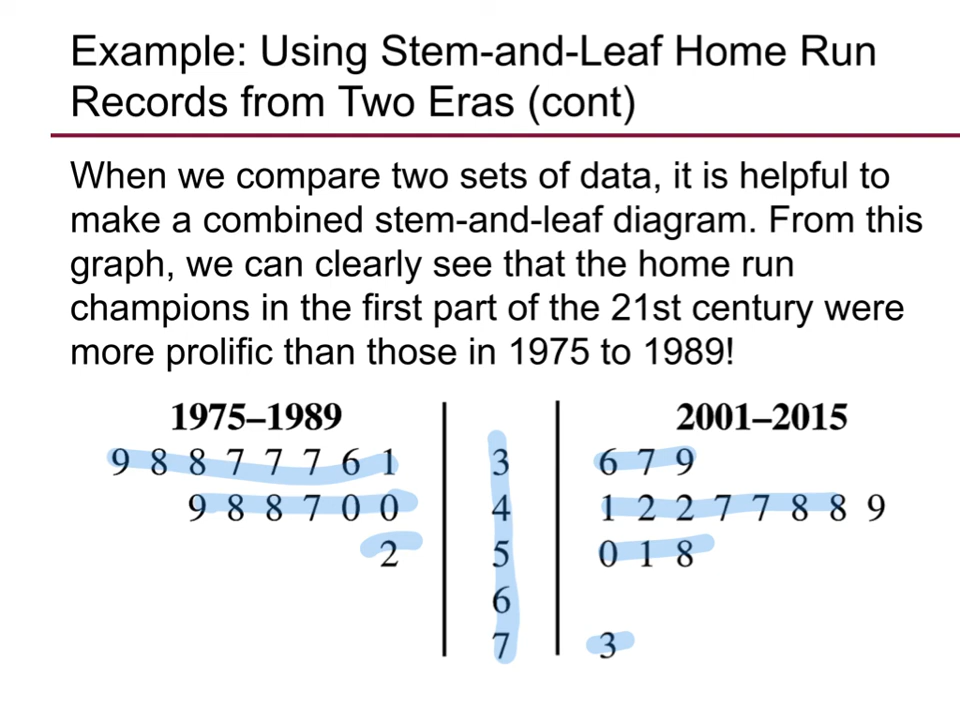 Example: Using Stem-and-Leaf Home Run
Records from Two Eras (cont)
When we compare two sets of data, it is helpful to
make a combined stem-and-leaf diagram. From this
graph, we can clearly see that the home run
champions in the first part of the 21st century were
more prolific than those in 1975 to 1989!
1975–1989 2001–2015
9 8 8 7 7 7 6 1 3 6 7 9
9 8 8 7 0 0 4 1 2 2 7 7 8 8 9
2 5 0 1 8
6
7 3